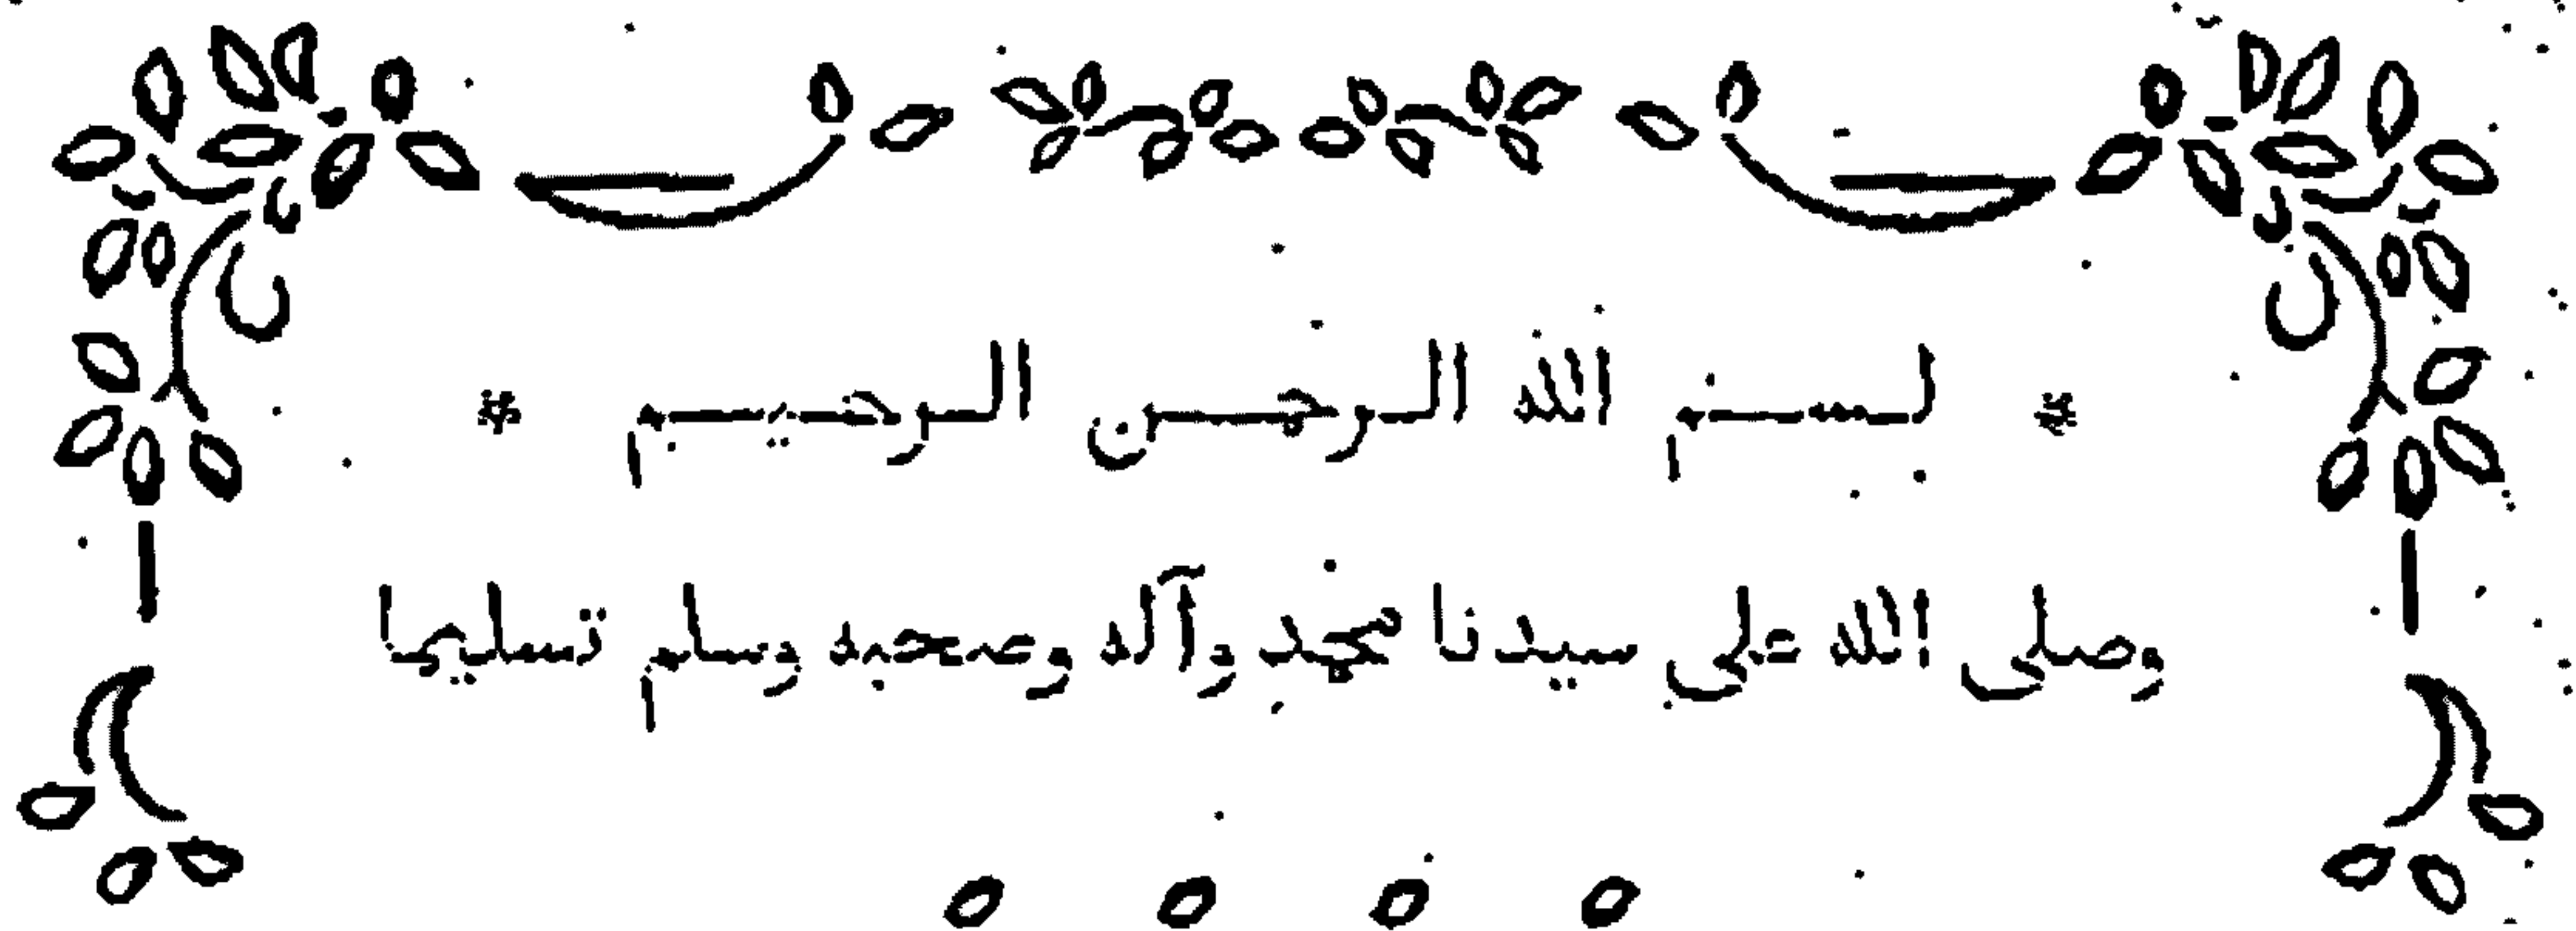 * بسم الله الرحمن الرحيم *
وصلى الله على سيدنا محمد وآله وصحبه وسلم تسليما